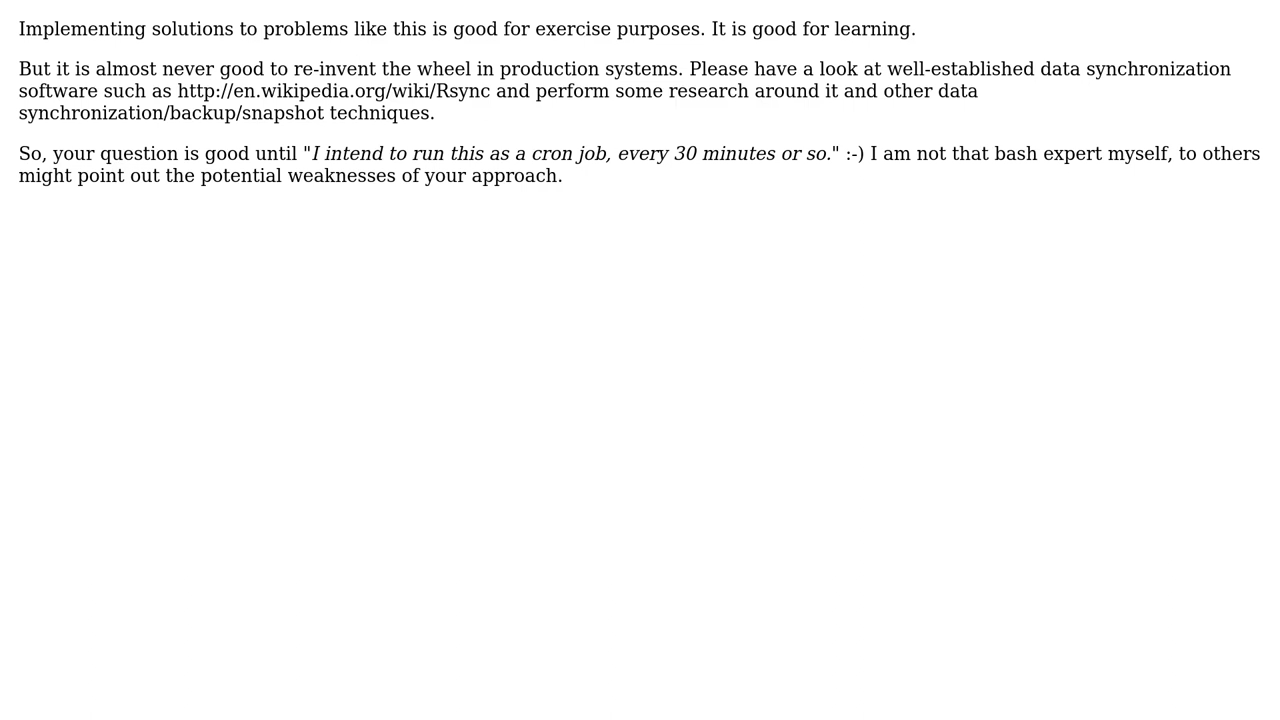 Implementing solutions to problems like this is good for exercise purposes. It is good for learning.
But it is almost never good to re-invent the wheel in production systems. Please have a look at well-established data synchronization
software such as http://en.wikipedia.org/wiki/Rsync and perform some research around it and other data
synchronization/backup/snapshot techniques.
So, your question is good until "I intend to run this as a cron job, every 30 minutes or so." :-) I am not that bash expert myself, to others
might point out the potential weaknesses of your approach.